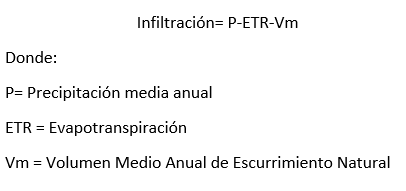 Infiltración= P-ETR-Vm
Donde:
P= Precipitación media anual
ETR = Evapotranspiración
Vm = Volumen Medio Anual de Escurrimiento Natural